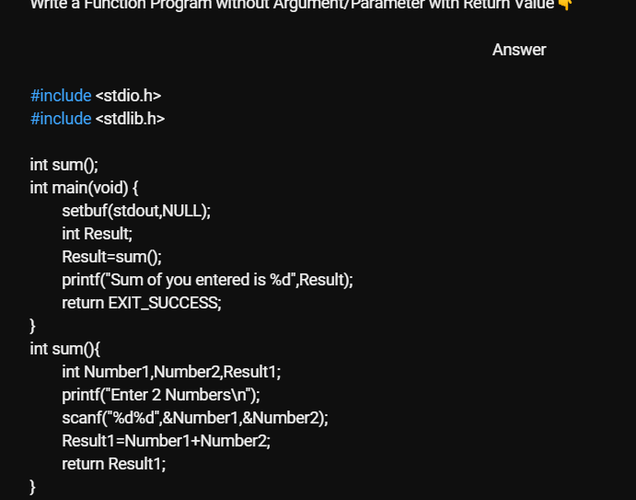 Write a Function Program without Argument/Parameter with Return Value👇
Answer
#include <stdio.h>
#include <stdlib.h>
int sum();
int main(void) {
setbuf(stdout,NULL);
int Result;
Result=sum();
printf("Sum of you entered is %d",Result);
return EXIT_SUCCESS;
}
int sum(){
int Number1,Number2,Result1;
printf("Enter 2 Numbers\n");
scanf("%d%d",&Number1,&Number2);
Result1=Number1+Number2;
return Result1;
}